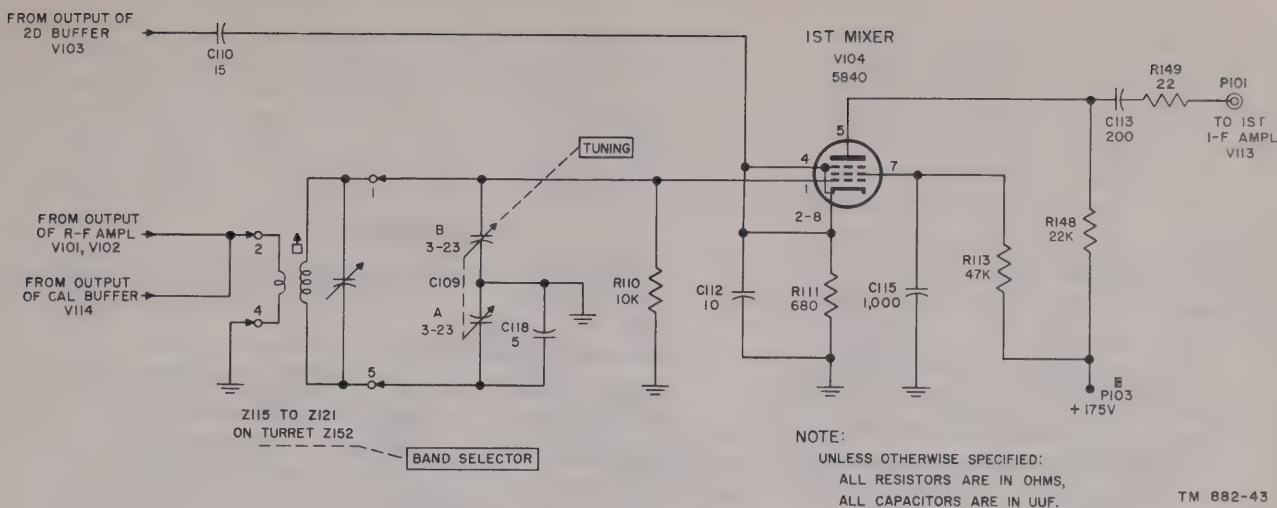 FROM OUTPUT OF
2D BUFFER
V103
C110
15
1ST MIXER
V104
5840
R149
22
P101
C113
200
TO 1ST
1-F AMPL
V113
5
4
7
1
2-8
TUNING
1
FROM OUTPUT
OF R-F AMPL
V101, V102
2
B
3-23
C109
A
3-23
C118
5
R110
10K
C112
10
R111
680
C115
1,000
R113
47K
R148
22K
FROM OUTPUT
OF CAL BUFFER
V114
4
5
P103
+175V
Z115 TO Z121
ON TURRET Z152
BAND SELECTOR
NOTE:
UNLESS OTHERWISE SPECIFIED:
ALL RESISTORS ARE IN OHMS,
ALL CAPACITORS ARE IN UUF.
TM 882-43